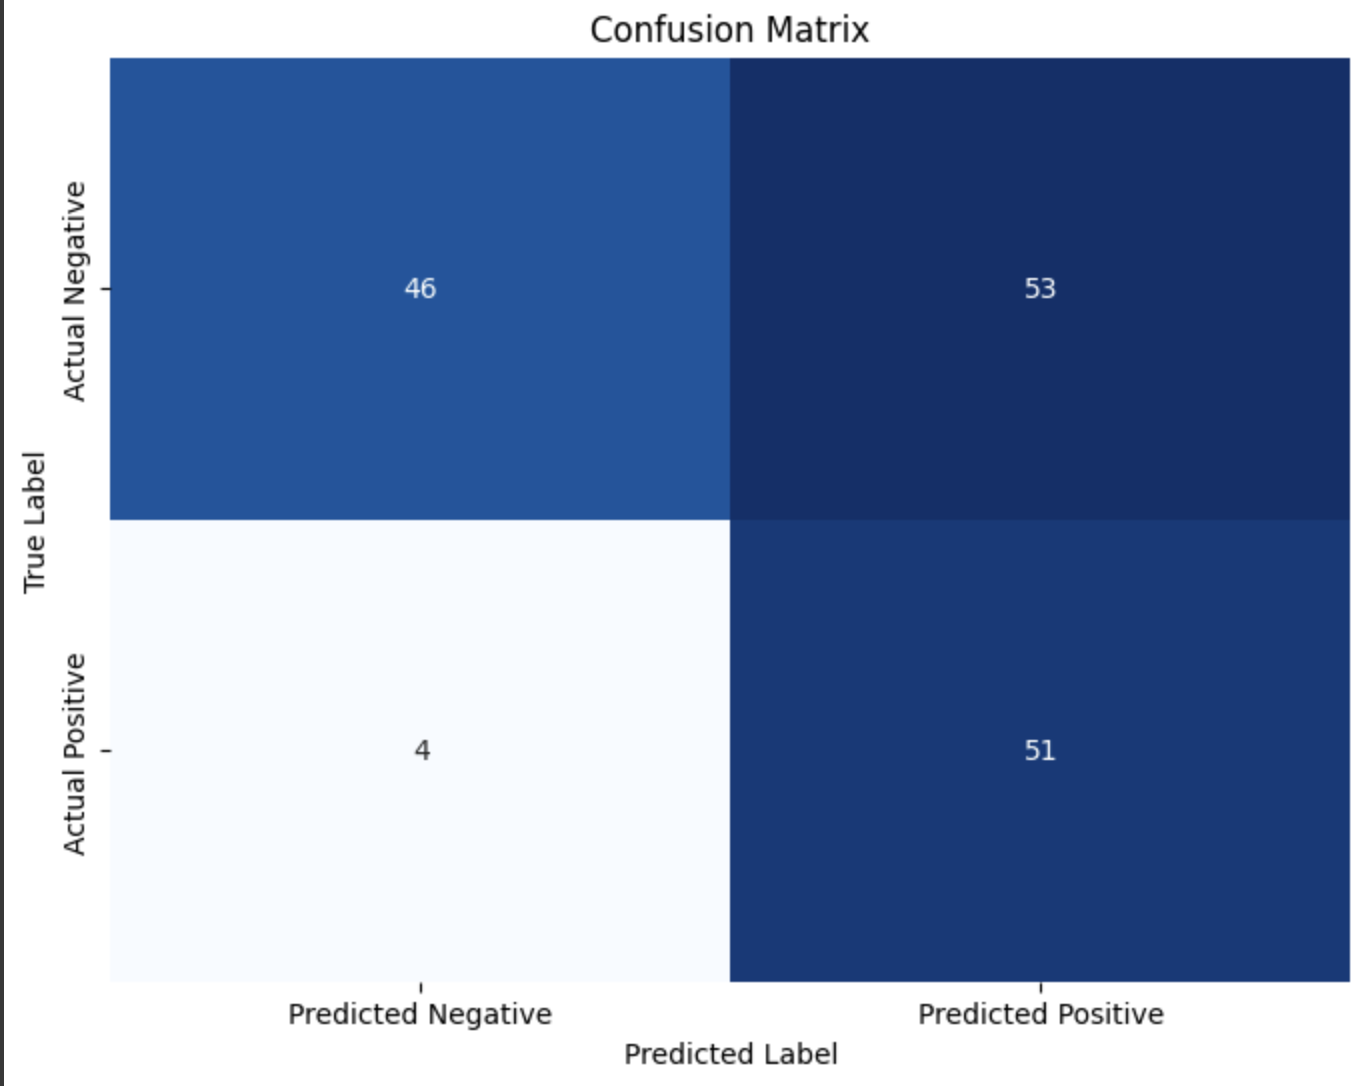 Confusion Matrix
Actual Negative
46
53
True Label
Actual Positive
4
51
Predicted Negative
Predicted Positive
Predicted Label